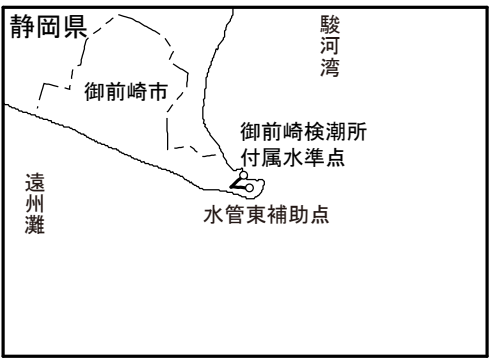 静岡県
駿河湾
御前崎市
御前崎検潮所
付属水準点
遠州灘
水管東補助点